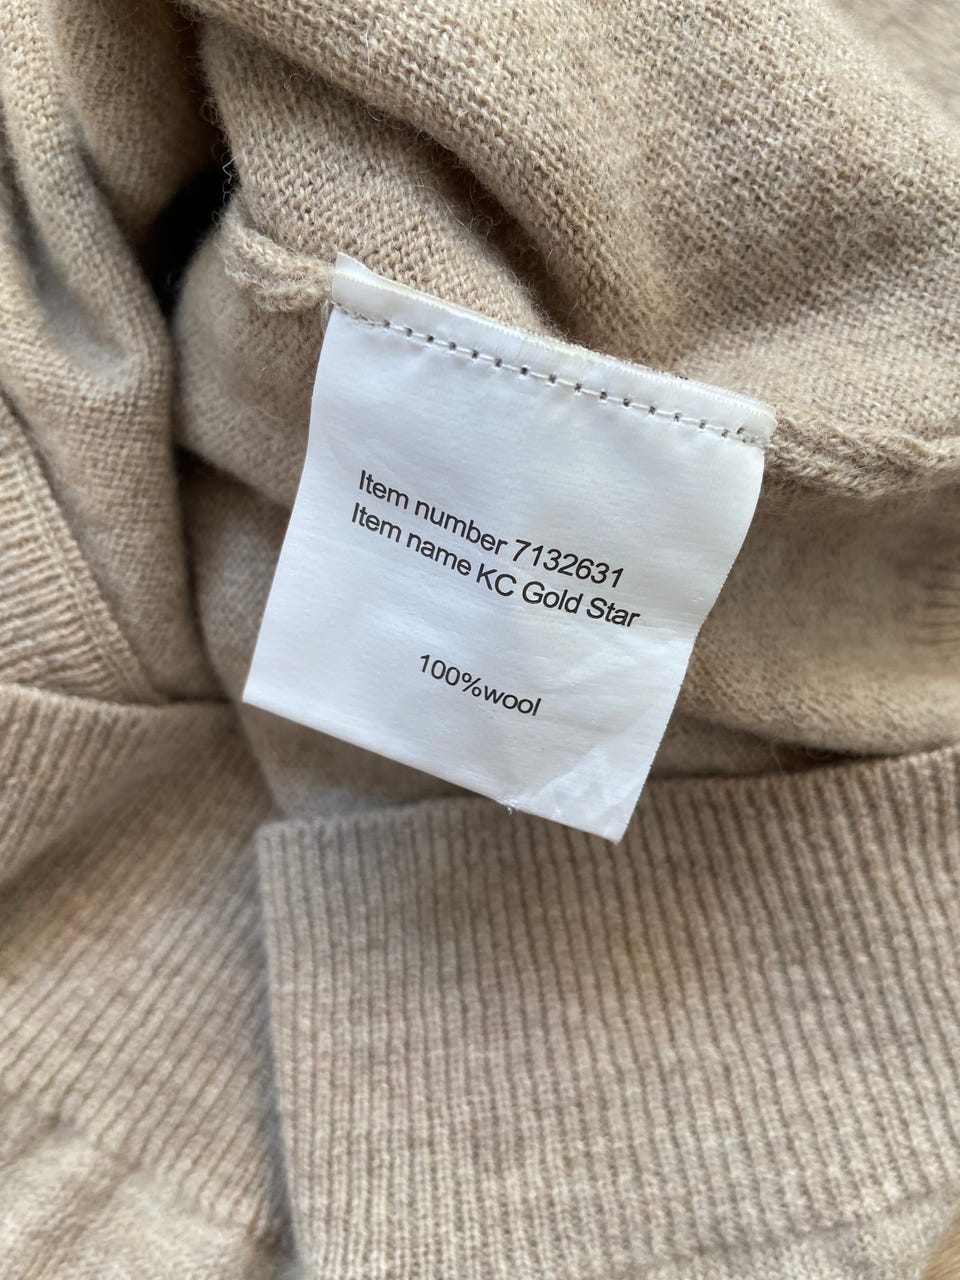 Item number 7132631
Item name KC Gold Star
100%wool